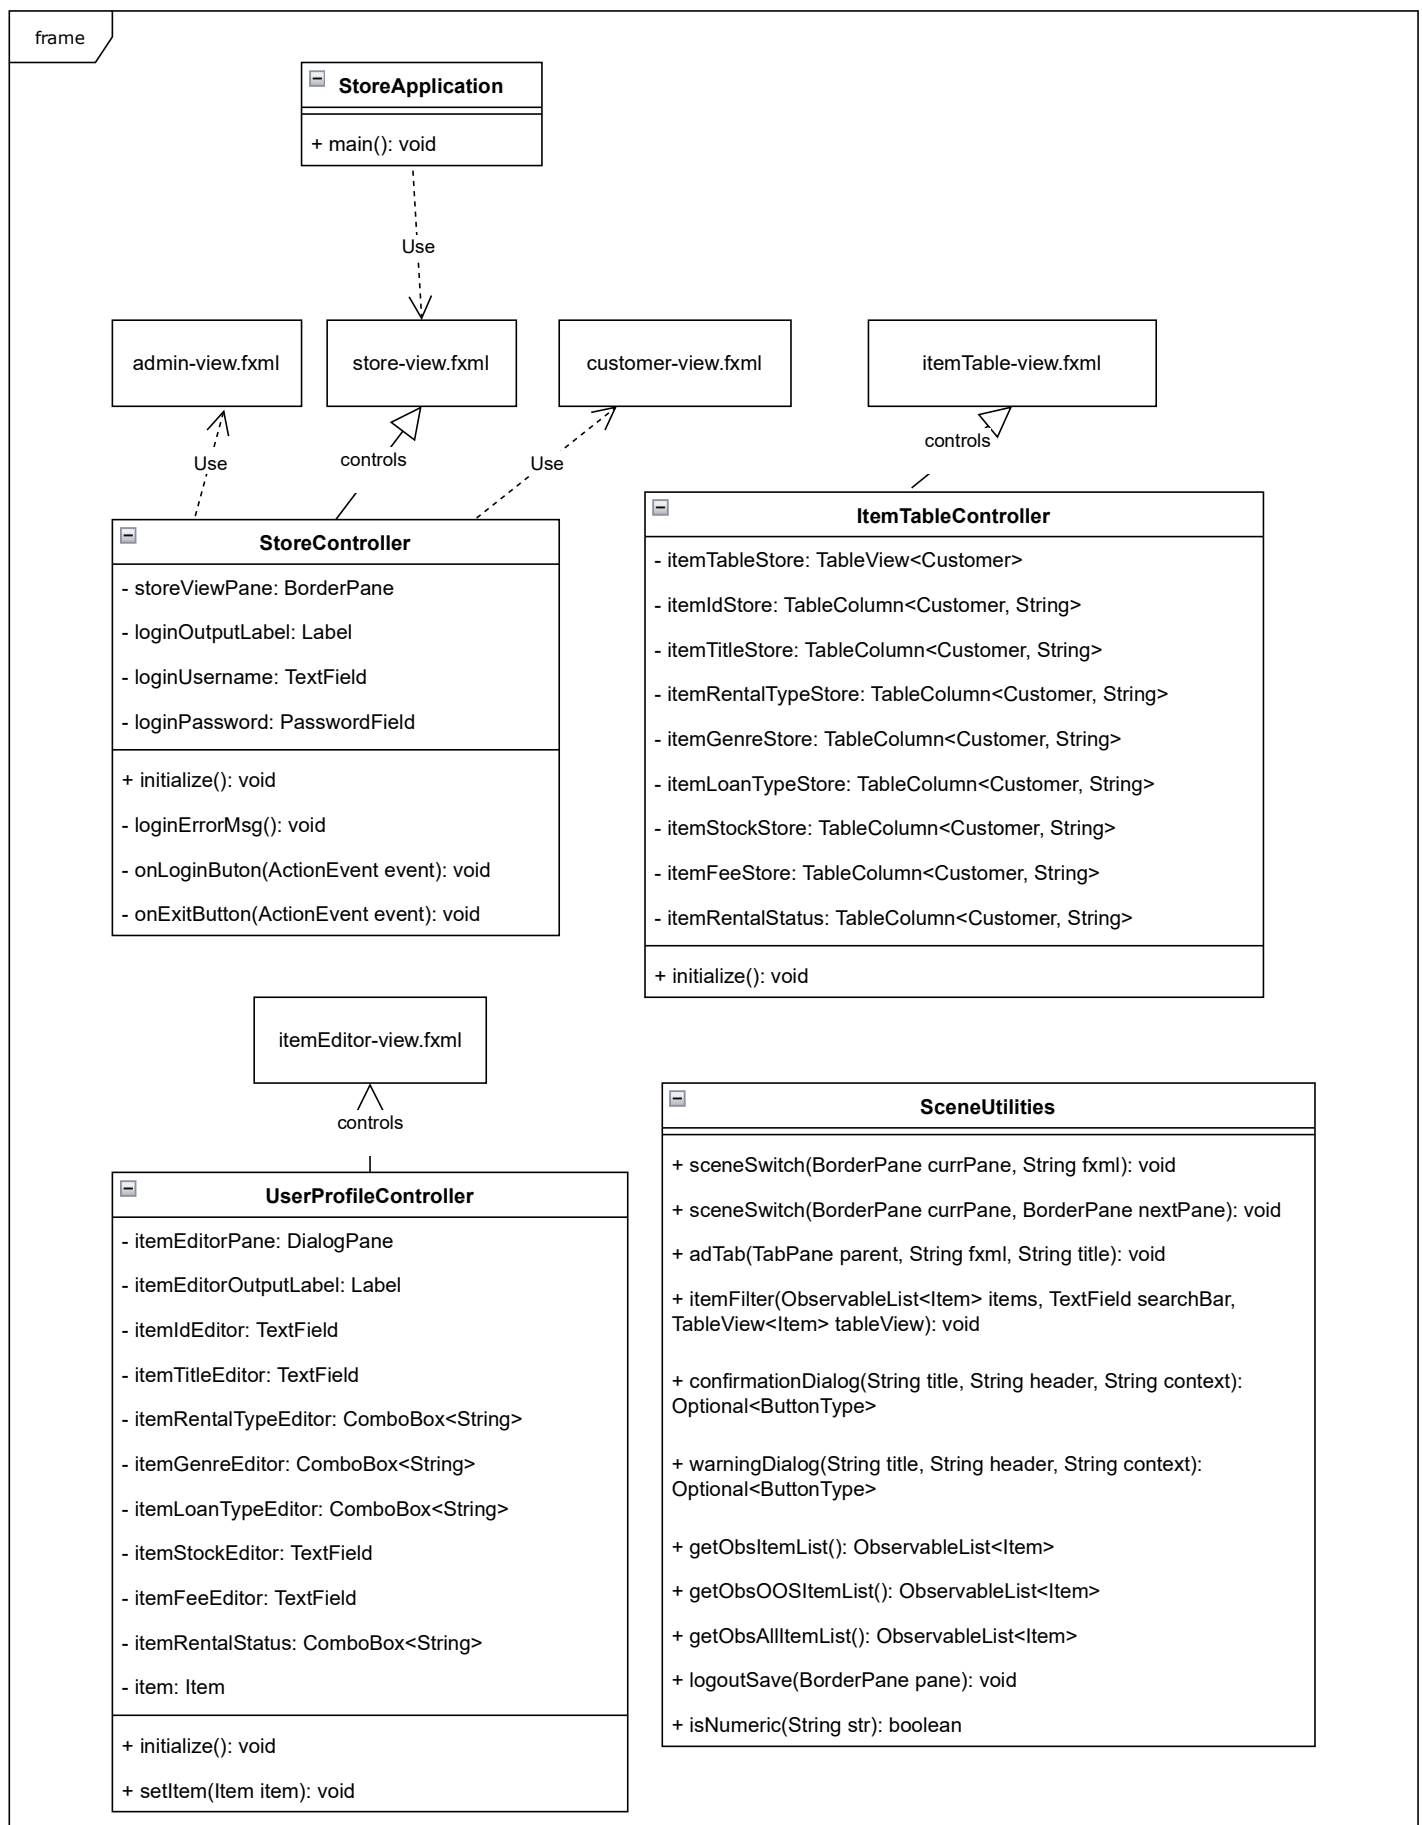 frame
StoreApplication
+ main(): void
Use
admin-view.fxml
store-view.fxml
customer-view.fxml
itemTable-view.fxml
Use
controls
Use
controls
StoreController
- storeViewPane: BorderPane
- loginOutputLabel: Label
- loginUsername: TextField
- loginPassword: PasswordField
+ initialize(): void
- loginErrorMsg(): void
- onLoginButon(ActionEvent event): void
- onExitButton(ActionEvent event): void
ItemTableController
- itemTableStore: TableView<Customer>
- itemIdStore: TableColumn<Customer, String>
- itemTitleStore: TableColumn<Customer, String>
- itemRentalTypeStore: TableColumn<Customer, String>
- itemGenreStore: TableColumn<Customer, String>
- itemLoanTypeStore: TableColumn<Customer, String>
- itemStockStore: TableColumn<Customer, String>
- itemFeeStore: TableColumn<Customer, String>
- itemRentalStatus: TableColumn<Customer, String>
+ initialize(): void
itemEditor-view.fxml
controls
UserProfileController
- itemEditorPane: DialogPane
- itemEditorOutputLabel: Label
- itemIdEditor: TextField
- itemTitleEditor: TextField
- itemRentalTypeEditor: ComboBox<String>
- itemGenreEditor: ComboBox<String>
- itemLoanTypeEditor: ComboBox<String>
- itemStockEditor: TextField
- itemFeeEditor: TextField
- itemRentalStatus: ComboBox<String>
- item: Item
+ initialize(): void
+ setItem(Item item): void
SceneUtilities
+ sceneSwitch(BorderPane currPane, String fxml): void
+ sceneSwitch(BorderPane currPane, BorderPane nextPane): void
+ adTab(TabPane parent, String fxml, String title): void
+ itemFilter(ObservableList<Item> items, TextField searchBar,
TableView<Item> tableView): void
+ confirmationDialog(String title, String header, String context):
Optional<ButtonType>
+ warningDialog(String title, String header, String context):
Optional<ButtonType>
+ getObsItemList(): ObservableList<Item>
+ getObsOOSItemList(): ObservableList<Item>
+ getObsAllItemList(): ObservableList<Item>
+ logoutSave(BorderPane pane): void
+ isNumeric(String str): boolean